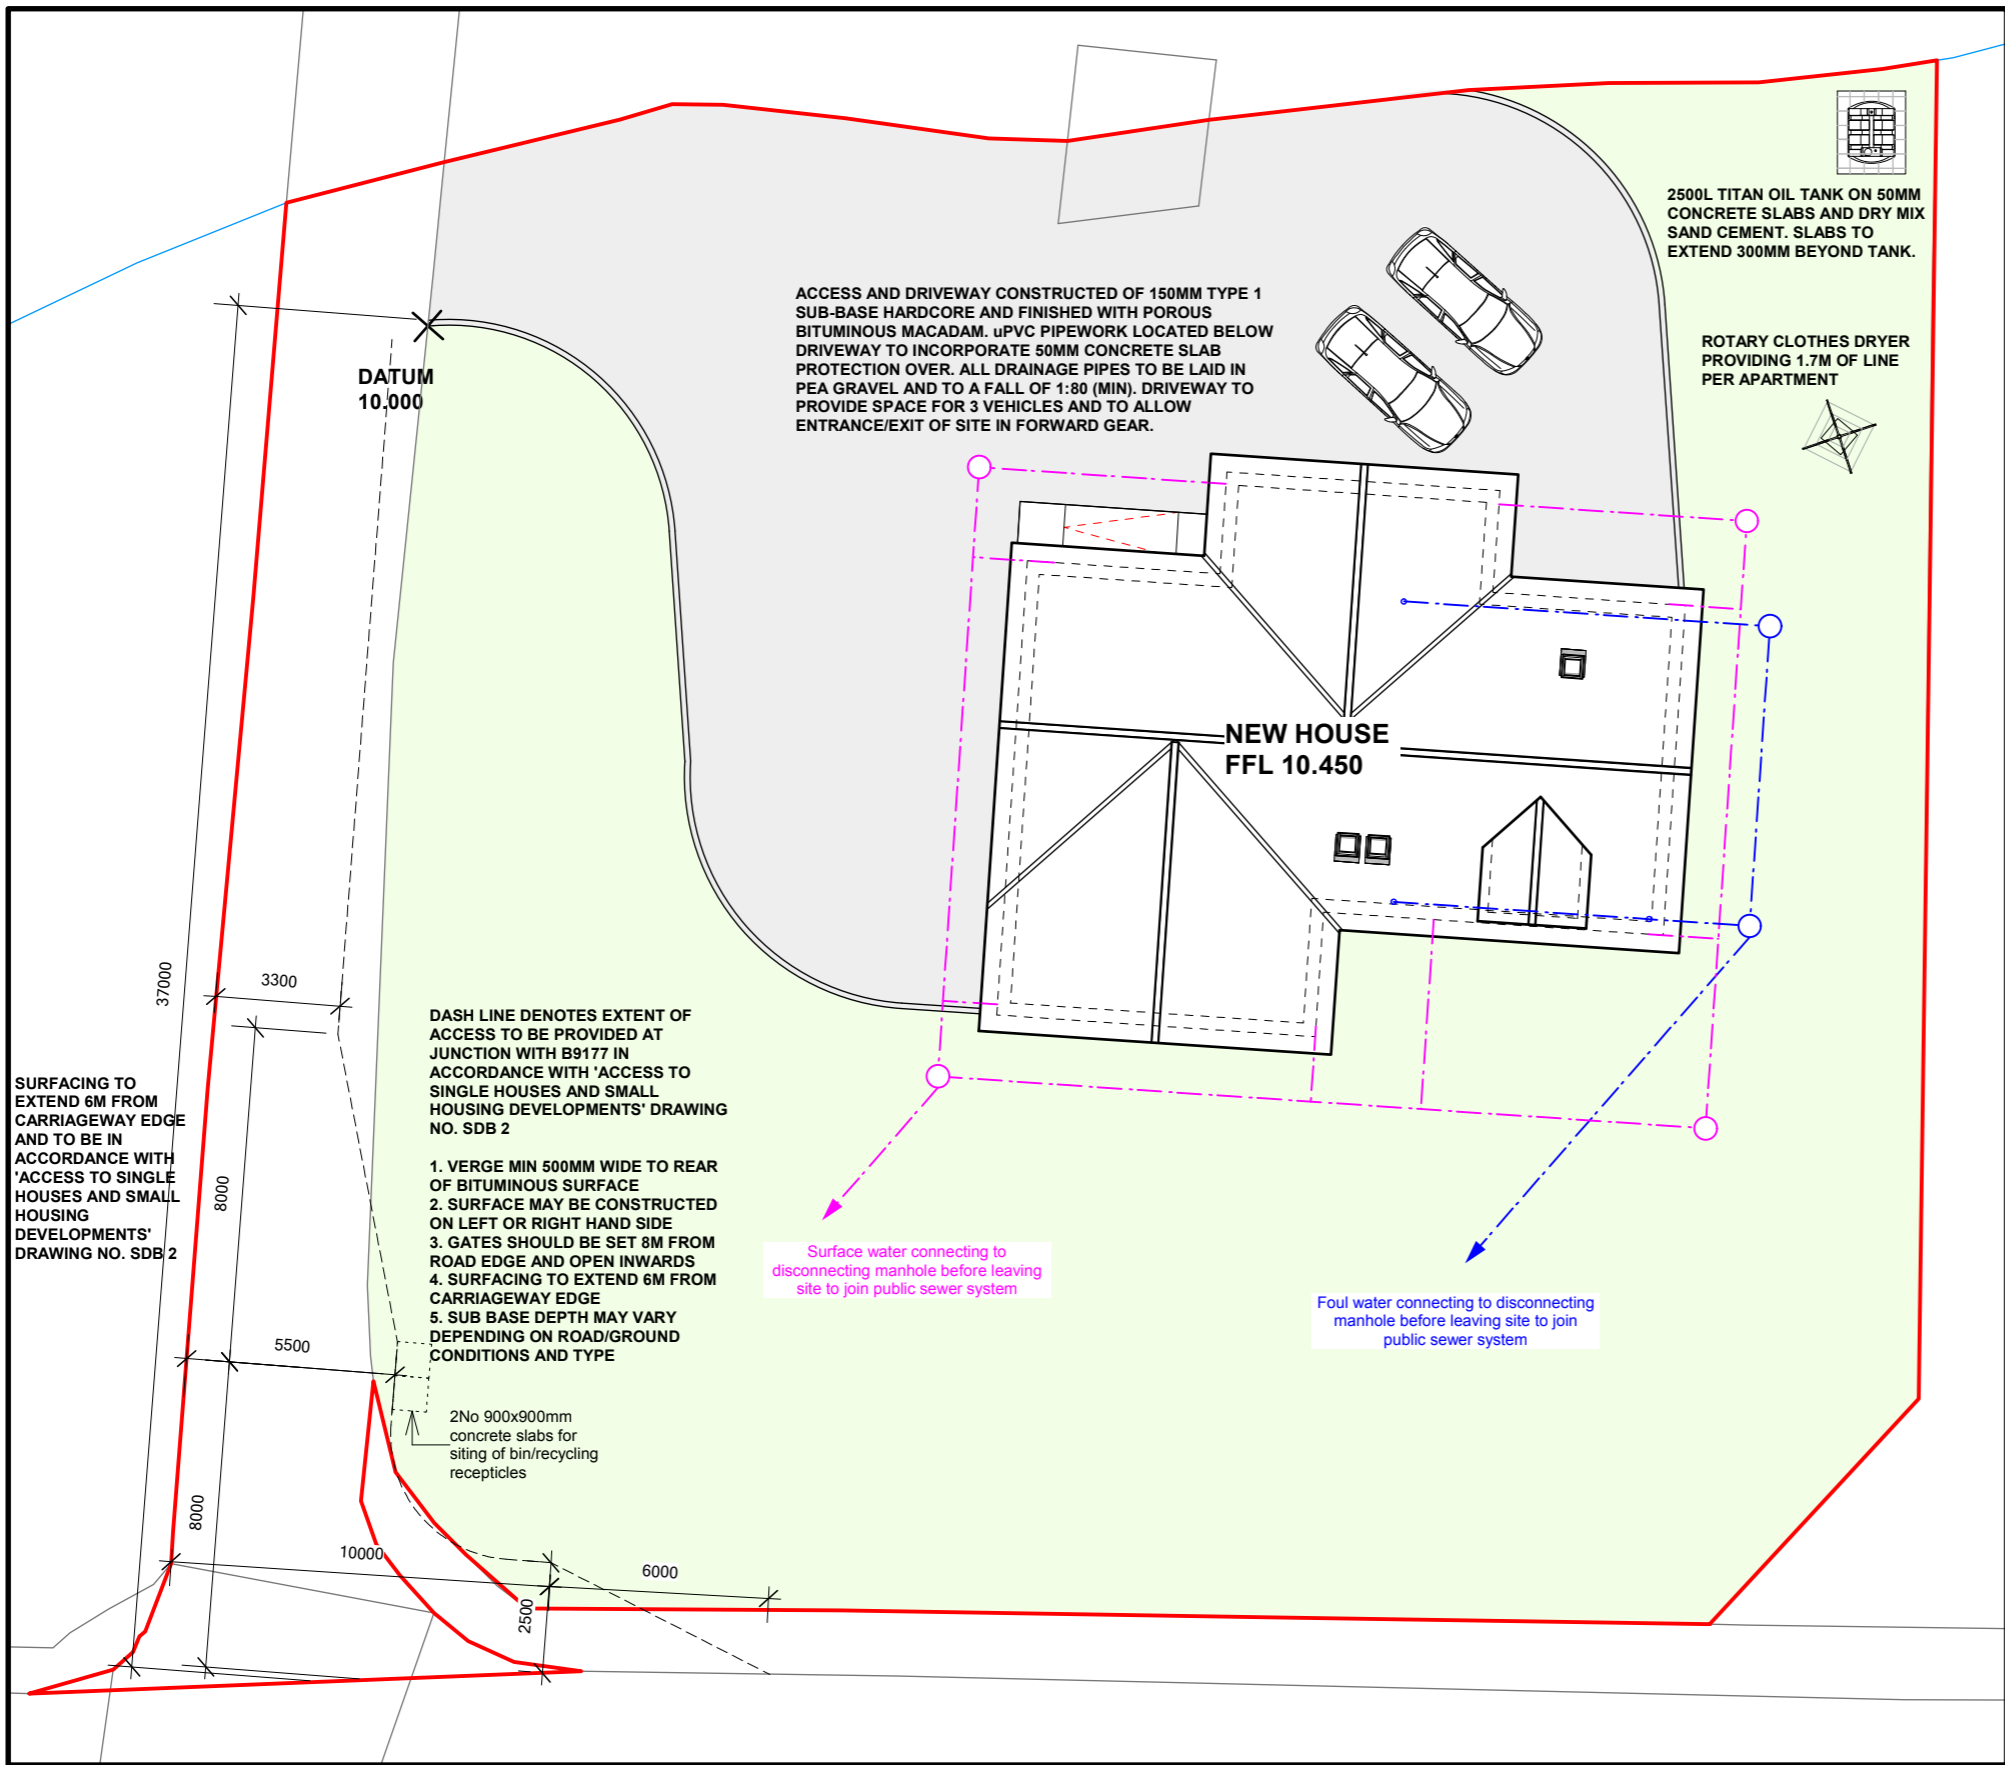 2500L TITAN OIL TANK ON 50MM
CONCRETE SLABS AND DRY MIX
SAND CEMENT. SLABS TO
EXTEND 300MM BEYOND TANK.
ACCESS AND DRIVEWAY CONSTRUCTED OF 150MM TYPE 1
SUB-BASE HARDCORE AND FINISHED WITH POROUS
BITUMINOUS MACADAM. uPVC PIPEWORK LOCATED BELOW
DRIVEWAY TO INCORPORATE 50MM CONCRETE SLAB
PROTECTION OVER. ALL DRAINAGE PIPES TO BE LAID IN
PEA GRAVEL AND TO A FALL OF 1:80 (MIN). DRIVEWAY TO
PROVIDE SPACE FOR 3 VEHICLES AND TO ALLOW
ENTRANCE/EXIT OF SITE IN FORWARD GEAR.
ROTARY CLOTHES DRYER
PROVIDING 1.7M OF LINE
PER APARTMENT
DATUM
10.000
NEW HOUSE
FFL 10.450
37000
3300
DASH LINE DENOTES EXTENT OF
ACCESS TO BE PROVIDED AT
JUNCTION WITH B9177 IN
ACCORDANCE WITH 'ACCESS TO
SINGLE HOUSES AND SMALL
HOUSING DEVELOPMENTS' DRAWING
NO. SDB 2
1. VERGE MIN 500MM WIDE TO REAR
OF BITUMINOUS SURFACE
2. SURFACE MAY BE CONSTRUCTED
ON LEFT OR RIGHT HAND SIDE
3. GATES SHOULD BE SET 8M FROM
ROAD EDGE AND OPEN INWARDS
4. SURFACING TO EXTEND 6M FROM
CARRIAGEWAY EDGE
5. SUB BASE DEPTH MAY VARY
DEPENDING ON ROAD/GROUND
CONDITIONS AND TYPE
SURFACING TO
EXTEND 6M FROM
CARRIAGEWAY EDGE
AND TO BE IN
ACCORDANCE WITH
'ACCESS TO SINGLE
HOUSES AND SMALL
HOUSING
DEVELOPMENTS'
DRAWING NO. SDB 2
8000
Surface water connecting to
disconnecting manhole before leaving
site to join public sewer system
Foul water connecting to disconnecting
manhole before leaving site to join
public sewer system
5500
2No 900x900mm
concrete slabs for
siting of bin/recycling
recepticles
8000
10000
6000
2500